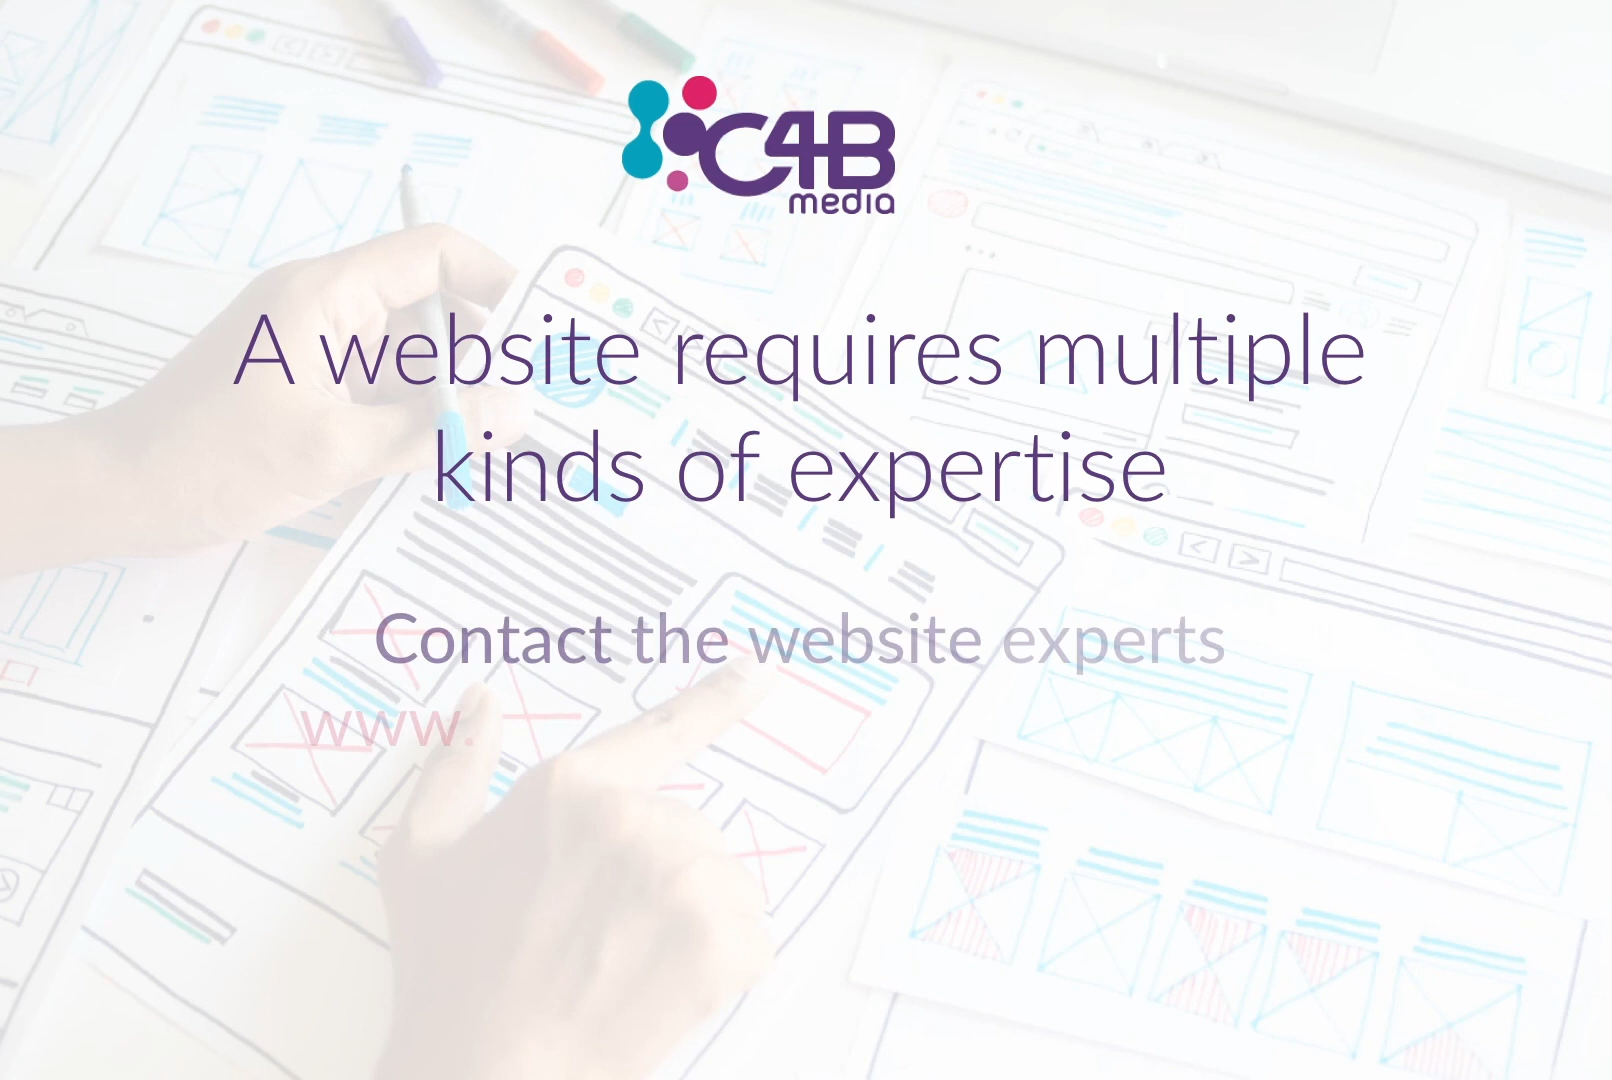 C4B
media
A website requires multiple
kinds of expertise
Contact the website experts
www.